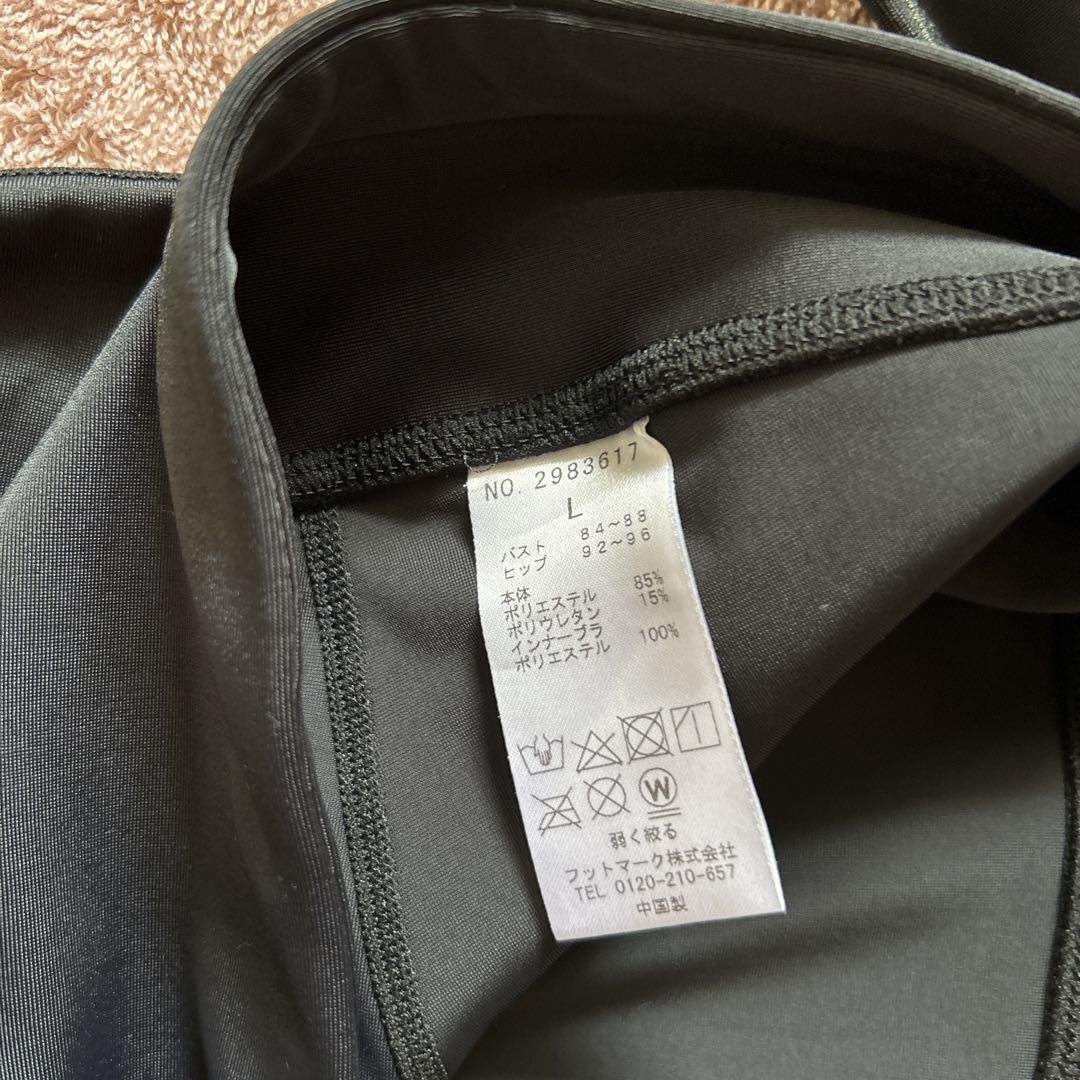 NO. 2983617
L
バスト 84~88
ヒップ 92~96
本体
ポリエステル 85%
ポリウレタン 15%
インナーブラ
ポリエステル 100%
W
弱く絞る
フットマーク株式会社
TEL 0120-210-657
中国製